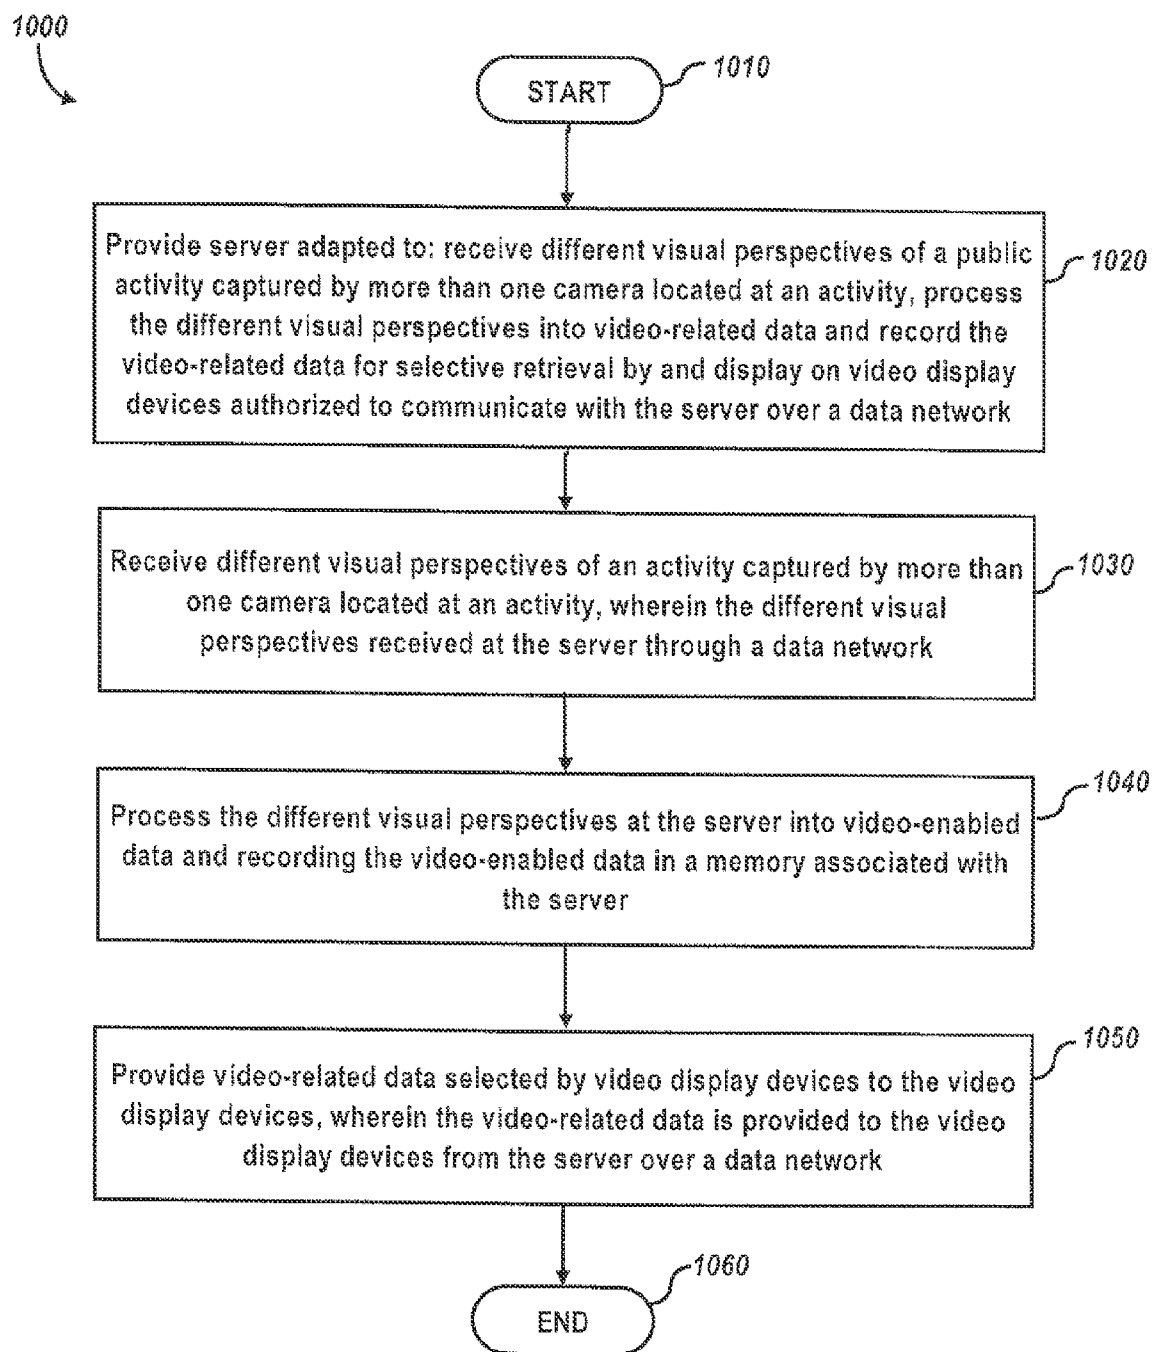 1000
START
1010
Provide server adapted to: receive different visual perspectives of a public
activity captured by more than one camera located at an activity, process
the different visual perspectives into video-related data and record the
video-related data for selective retrieval by and display on video display
devices authorized to communicate with the server over a data network
1020
Receive different visual perspectives of an activity captured by more than
one camera located at an activity, wherein the different visual
perspectives received at the server through a data network
1030
Process the different visual perspectives at the server into video-enabled
data and recording the video-enabled data in a memory associated with
the server
1040
Provide video-related data selected by video display devices to the video
display devices, wherein the video-related data is provided to the video
display devices from the server over a data network
1050
END
1060